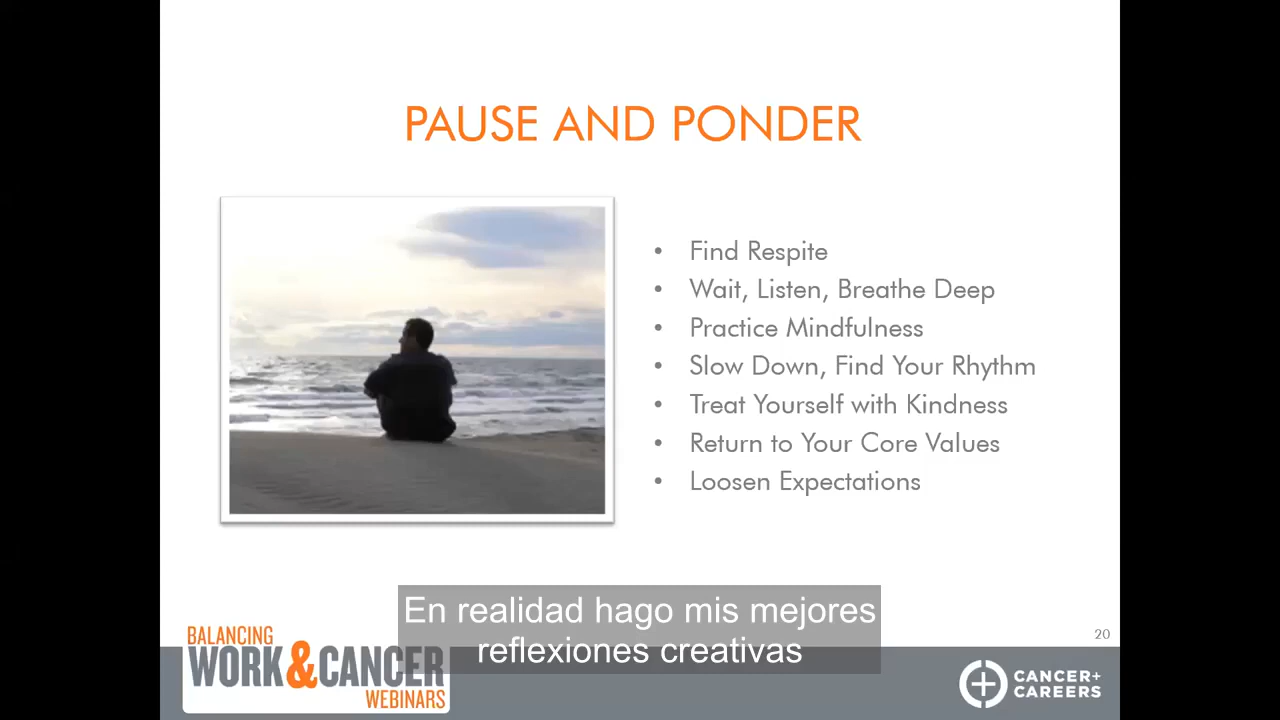 PAUSE AND PONDER
• Find Respite
• Wait, Listen, Breathe Deep
• Practice Mindfulness
• Slow Down, Find Your Rhythm
• Treat Yourself with Kindness
• Return to Your Core Values
• Loosen Expectations
En realidad hago mis mejores
reflexiones creativas
20
BALANCING
WORK&CANCER
WEBINARS
CANCER+
CAREERS